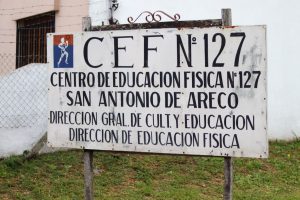 CEF Nº 127
CENTRO DE EDUCACION FISICA Nº 127
SAN ANTONIO DE ARECO
DIRECCION GRAL DE CULT Y EDUCACION
DIRECCION DE EDUCACION FISICA